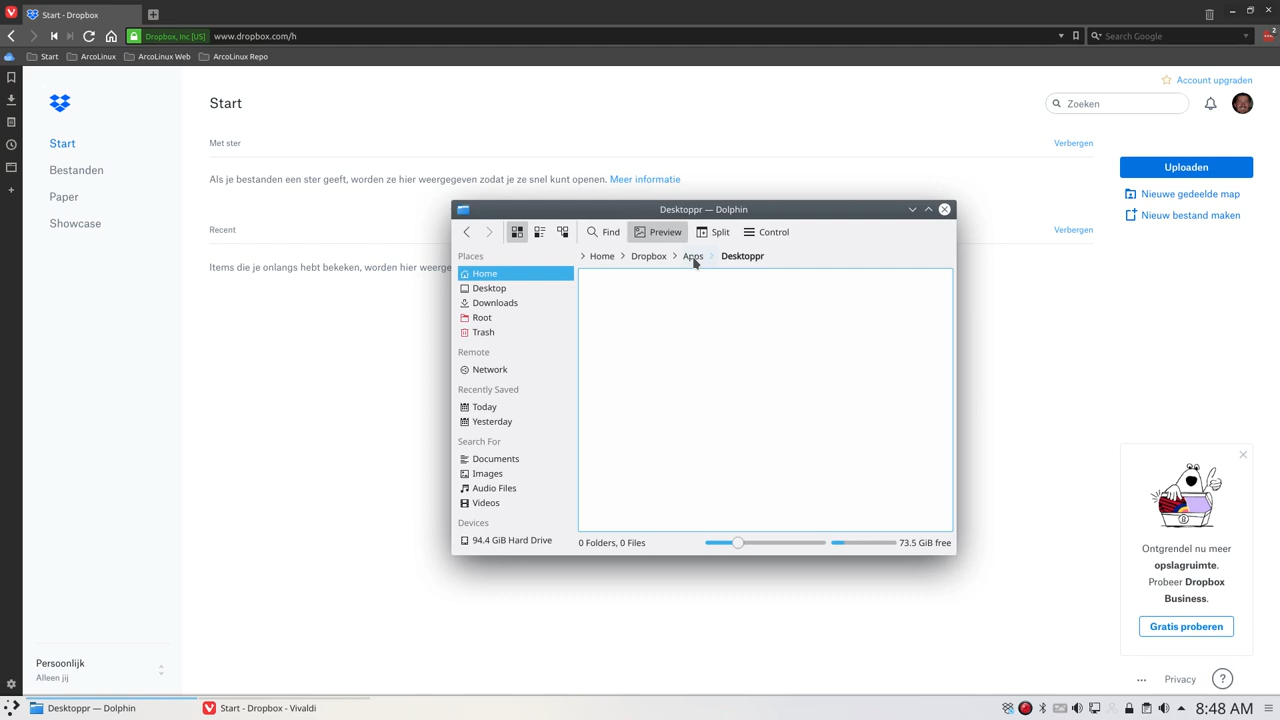 Start - Dropbox
Dropbox, Inc [US]
www.dropbox.com/h
Search Google
2
Start
ArcoLinux
ArcoLinux Web
ArcoLinux Repo
Account upgraden
Start
Zoeken
Start
Bestanden
Paper
Showcase
Met ster
Verbergen
Als je bestanden een ster geeft, worden ze hier weergegeven zodat je ze snel kunt openen. Meer informatie
Recent
Verbergen
Items die je onlangs hebt bekeken, worden hier weerge
Uploaden
Nieuwe gedeelde map
Nieuw bestand maken
Desktoppr — Dolphin
Find
Preview
Split
Control
Places
Home
Desktop
Downloads
Root
Trash
Remote
Network
Recently Saved
Today
Yesterday
Search For
Documents
Images
Audio Files
Videos
Devices
94.4 GiB Hard Drive
Home
Dropbox
Apps
Desktoppr
0 Folders, 0 Files
73.5 GiB free
Ontgrendel nu meer
opslagruimte.
Probeer Dropbox
Business.
Gratis proberen
Persoonlijk
Alleen jij
... Privacy ?
Desktoppr — Dolphin
Start - Dropbox - Vivaldi
8:48 AM